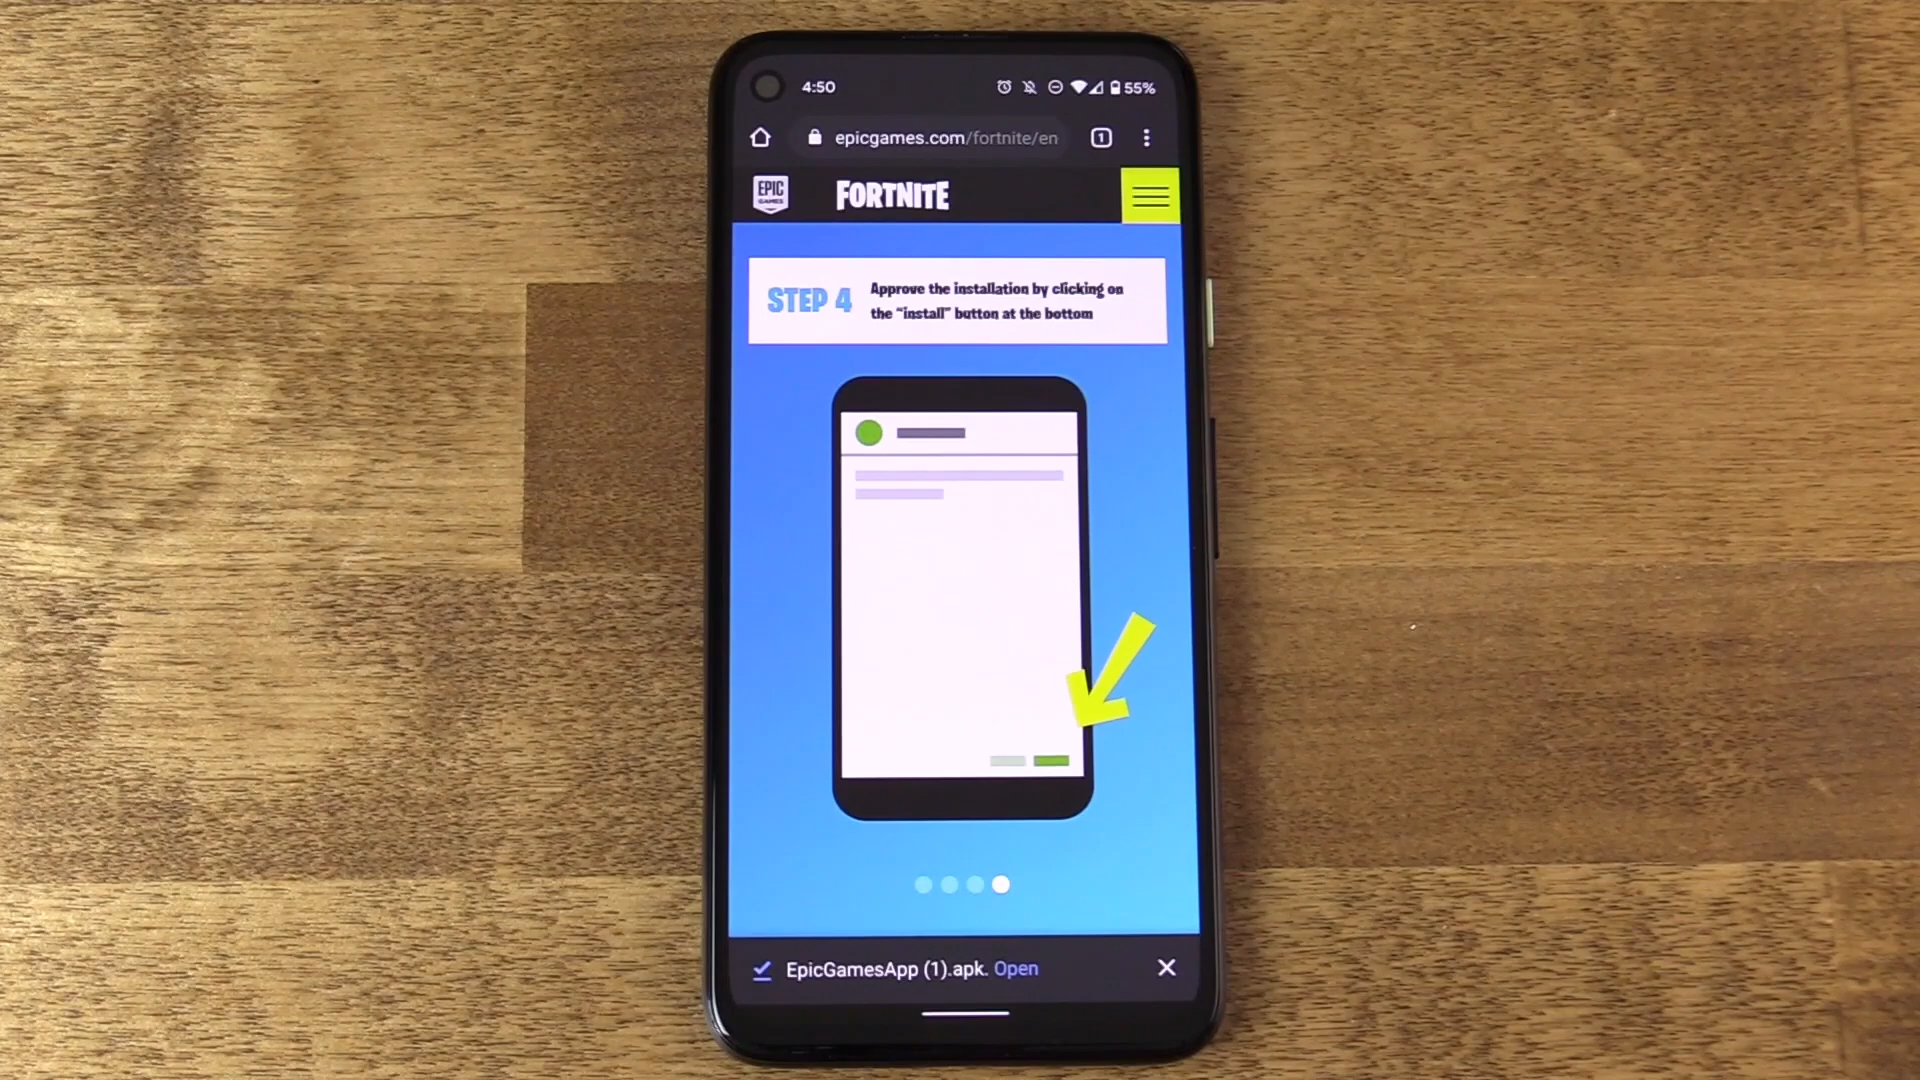 4:50
55%
epicgames.com/fortnite/en
1
EPIC
GAMES
FORTNITE
STEP 4
Approve the installation by clicking on
the "install" button at the bottom
EpicGamesApp (1).apk. Open